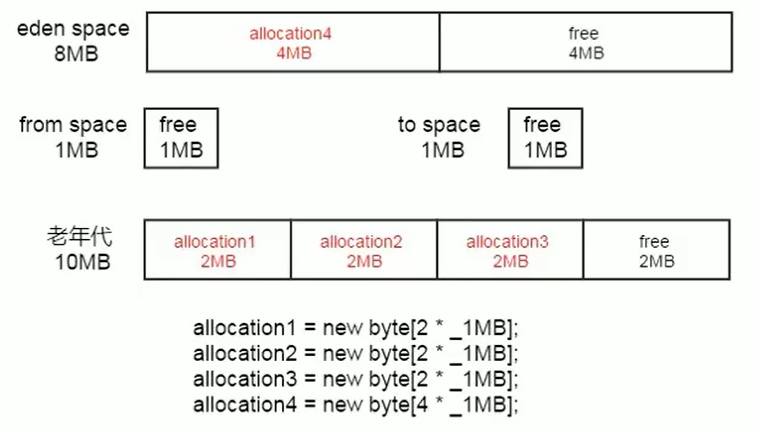 eden space
8MB
allocation4
4MB
free
4MB
from space
1MB
free
1MB
to space
1MB
free
1MB
老年代
10MB
allocation1
2MB
allocation2
2MB
allocation3
2MB
free
2MB
allocation1 = new byte[2 * _1MB];
allocation2 = new byte[2 * _1MB];
allocation3 = new byte[2 * _1MB];
allocation4 = new byte[4 * _1MB];